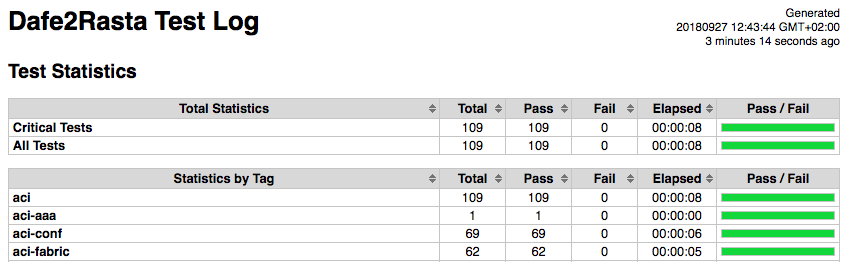 Dafe2Rasta Test Log
Generated
20180927 12:43:44 GMT+02:00
3 minutes 14 seconds ago
Test Statistics
Total Statistics Total Pass Fail Elapsed Pass / Fail
Critical Tests 109 109 0 00:00:08
All Tests 109 109 0 00:00:08
Statistics by Tag Total Pass Fail Elapsed Pass / Fail
aci 109 109 0 00:00:08
aci-aaa 1 1 0 00:00:00
aci-conf 69 69 0 00:00:06
aci-fabric 62 62 0 00:00:05